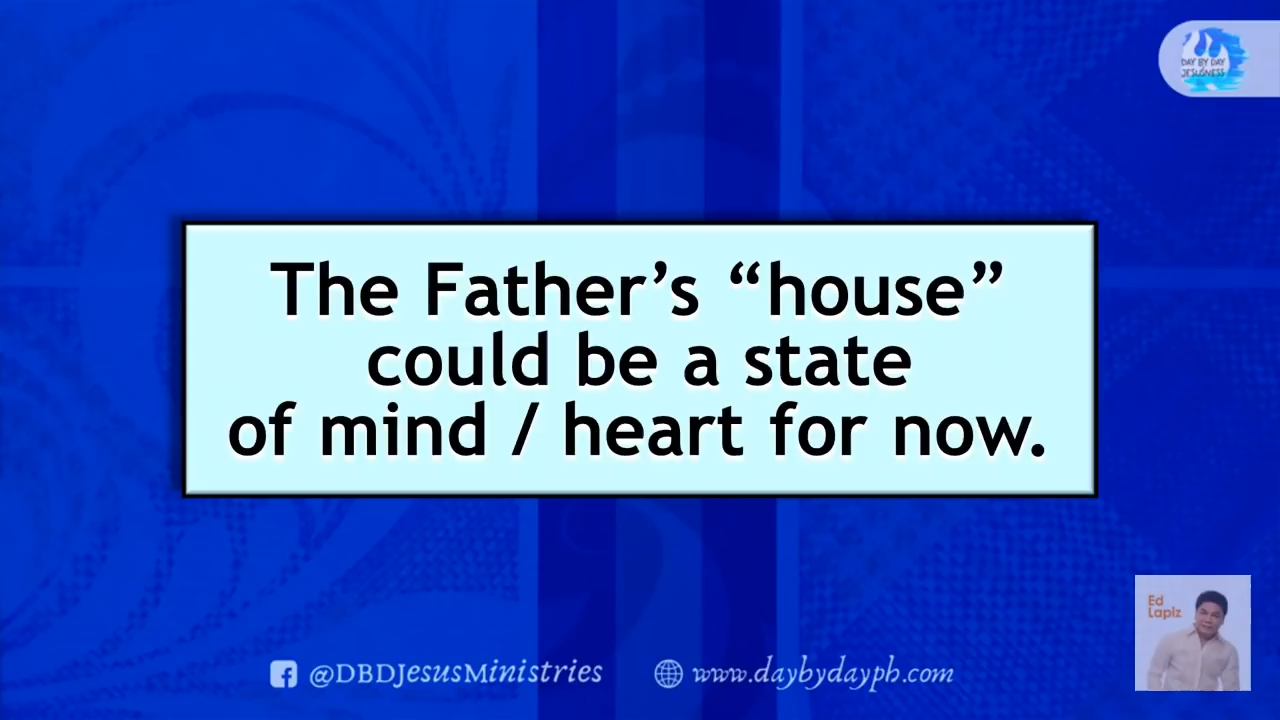 DAY BY DAY
JESUSNESS
The Father’s “house”
could be a state
of mind / heart for now.
Ed
Lapiz
@DBDJesusMinistries
www.daybydayph.com